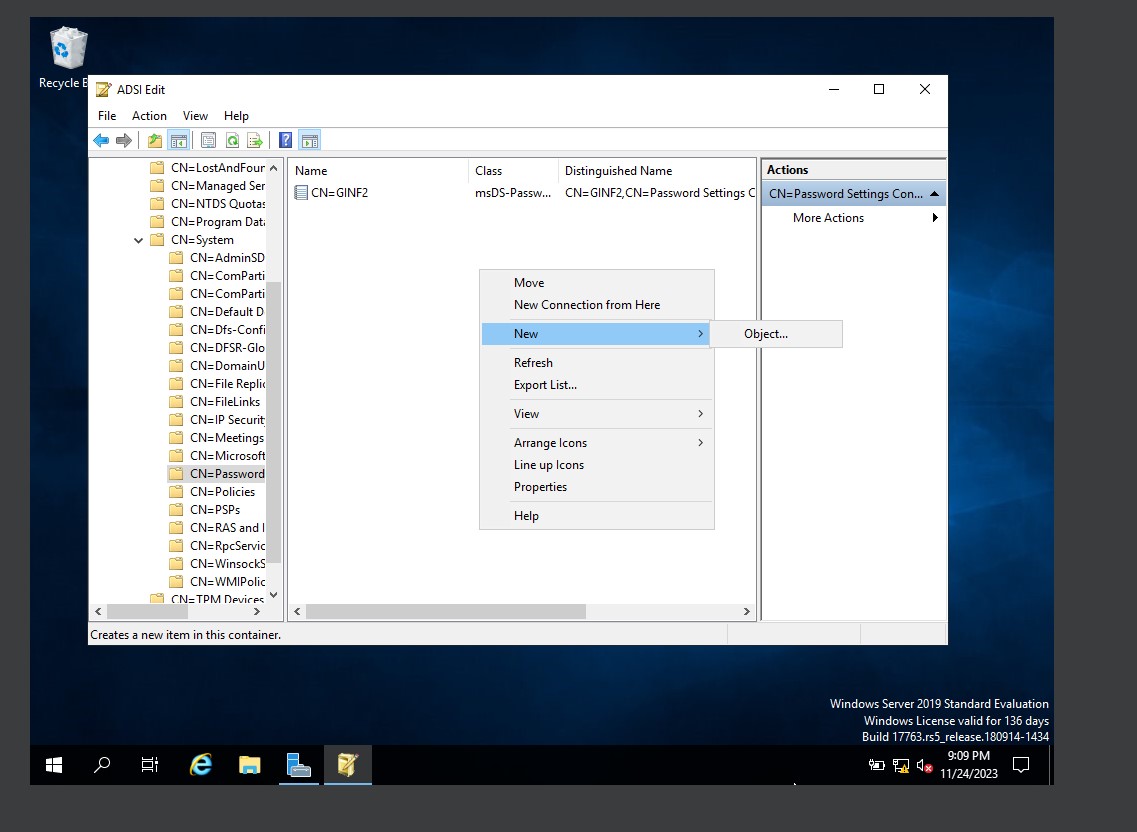 Recycle B
ADSI Edit
File Action View Help
CN=LostAndFour
CN=Managed Ser
CN=NTDS Quotas
CN=Program Data
CN=System
CN=AdminSD
CN=ComParti
CN=ComParti
CN=Default D
CN=Dfs-Confi
CN=DFSR-Glo
CN=DomainU
CN=File Replic
CN=FileLinks
CN=IP Security
CN=Meetings
CN=Microsoft
CN=Password
CN=Policies
CN=PSPs
CN=RAS and I
CN=RpcServic
CN=WinsockS
CN=WMIPolic
CN=TPM Devices
Name Class Distinguished Name
CN=GINF2 msDS-Passw... CN=GINF2,CN=Password Settings C
Move
New Connection from Here
New
Object...
Refresh
Export List...
View
Arrange Icons
Line up Icons
Properties
Help
Actions
CN=Password Settings Con...
More Actions
Creates a new item in this container.
Windows Server 2019 Standard Evaluation
Windows License valid for 136 days
Build 17763.rs5_release.180914-1434
9:09 PM
11/24/2023